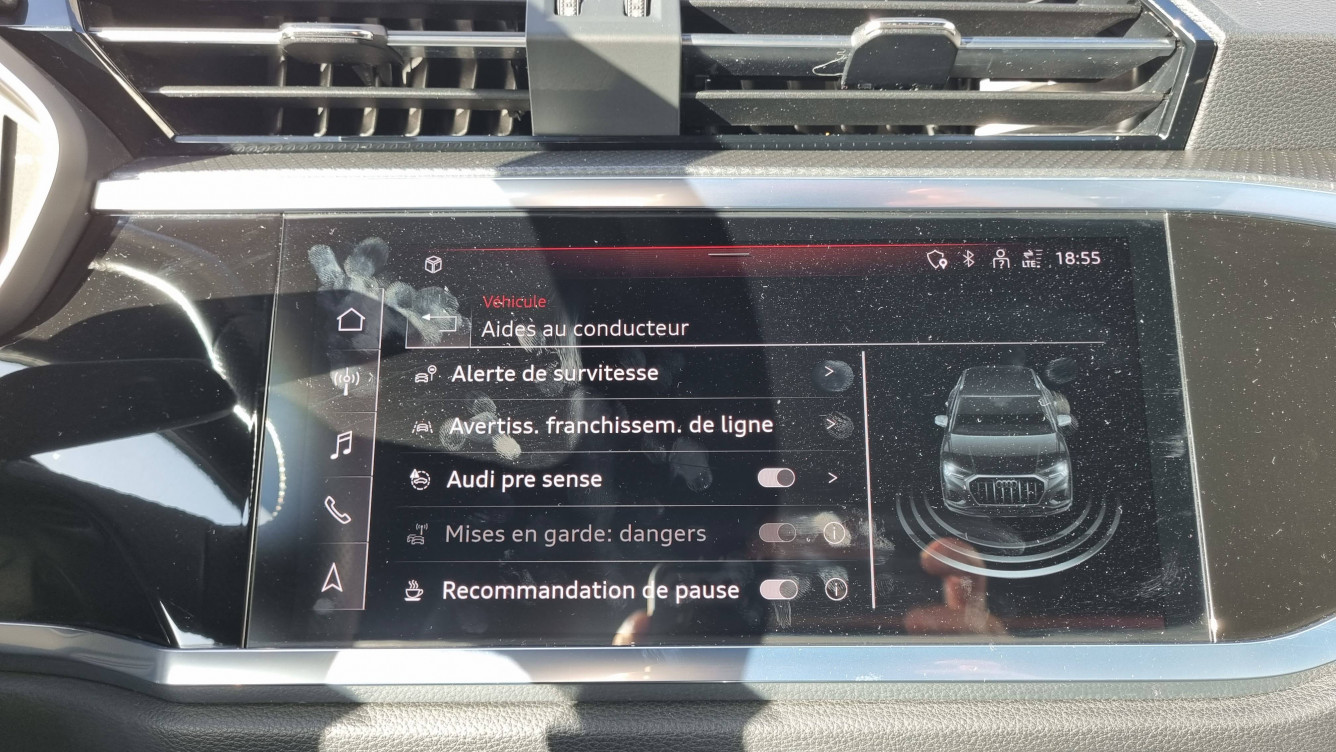 LTE
18:55
Véhicule
Aides au conducteur
Alerte de survitesse
Avertiss. franchissem. de ligne
Audi pre sense
Mises en garde: dangers
Recommandation de pause